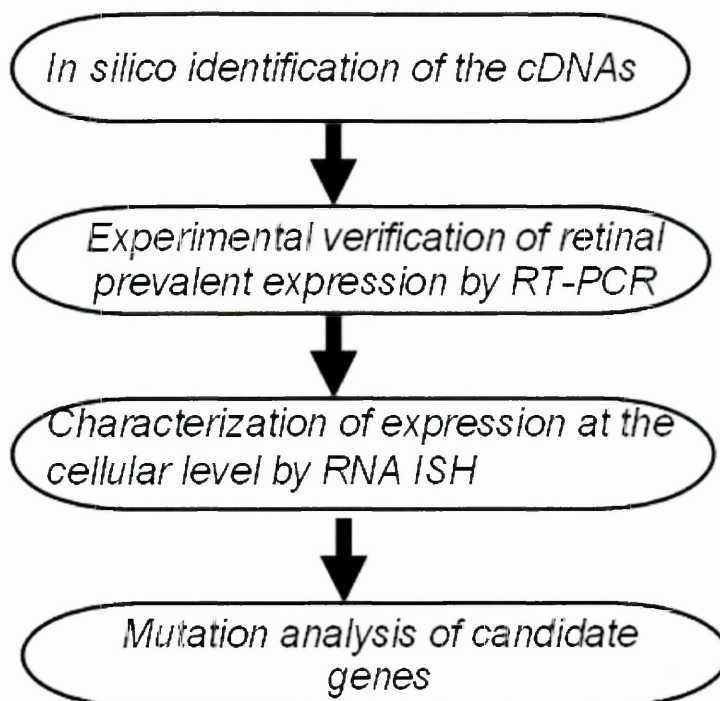 In silico identification of the cDNAs
Experimental verification of retinal
prevalent expression by RT-PCR
Characterization of expression at the
cellular level by RNA ISH
Mutation analysis of candidate
genes